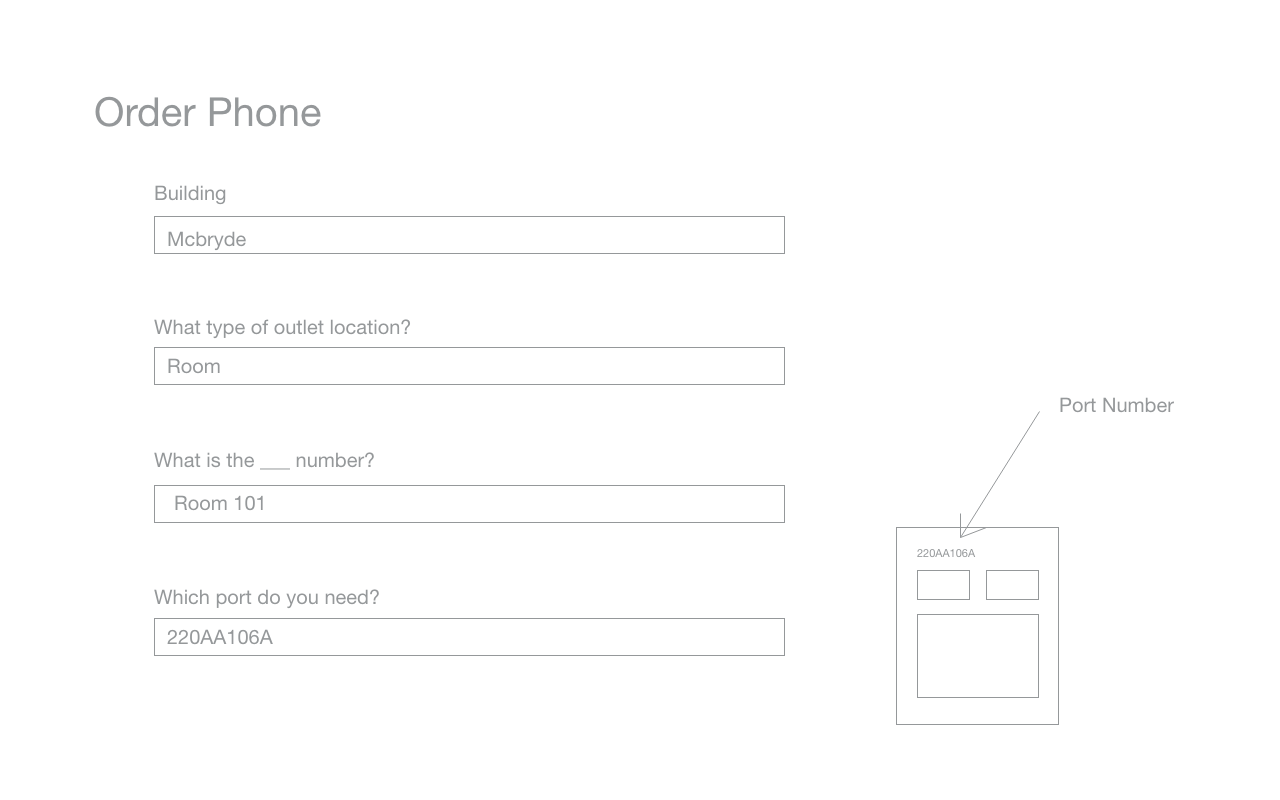 Order Phone
Building
Mcbryde
What type of outlet location?
Room
Port Number
What is the ___ number?
Room 101
220AA106A
Which port do you need?
220AA106A